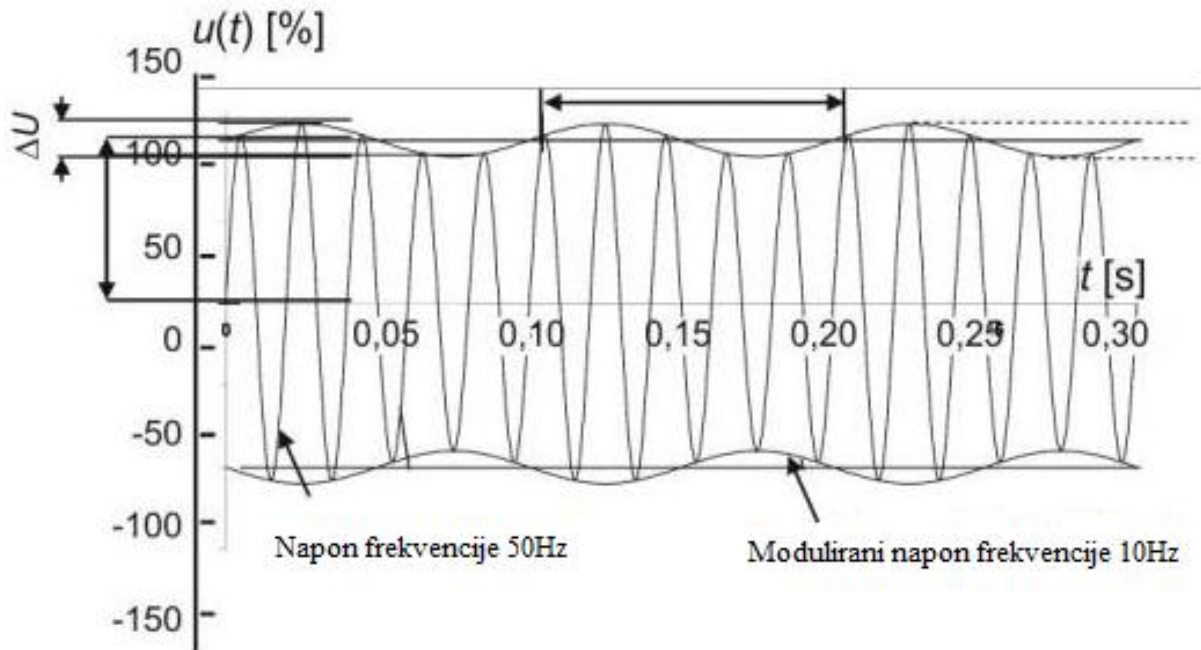 u(t) [%]
150
ΔU
100
50
t [s]
0
0,05
0,10
0,15
0,20
0,25
0,30
0
-50
-100
Napon frekvencije 50Hz
Modulirani napon frekvencije 10Hz
-150